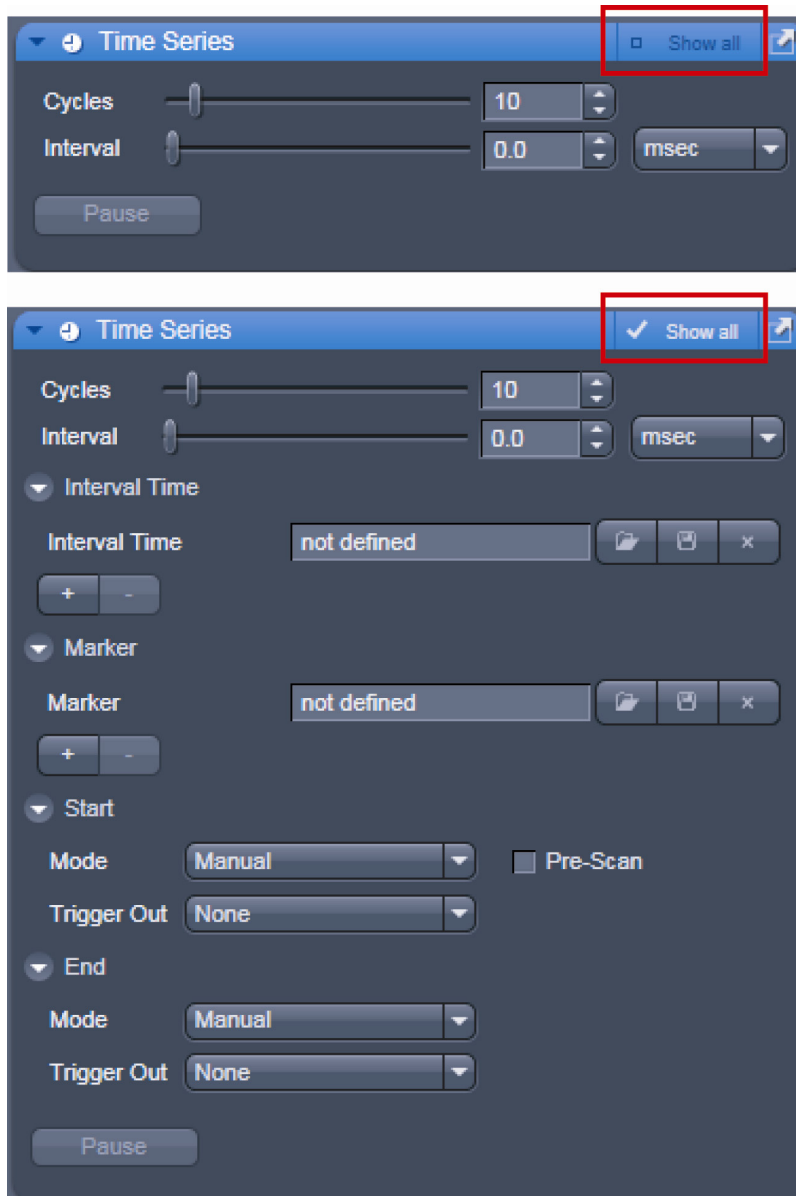 Time Series Show all
Cycles 10
Interval 0.0 msec
Pause
Time Series Show all
Cycles 10
Interval 0.0 msec
Interval Time
Interval Time not defined
+ -
Marker
Marker not defined
+ -
Start
Mode Manual Pre-Scan
Trigger Out None
End
Mode Manual
Trigger Out None
Pause